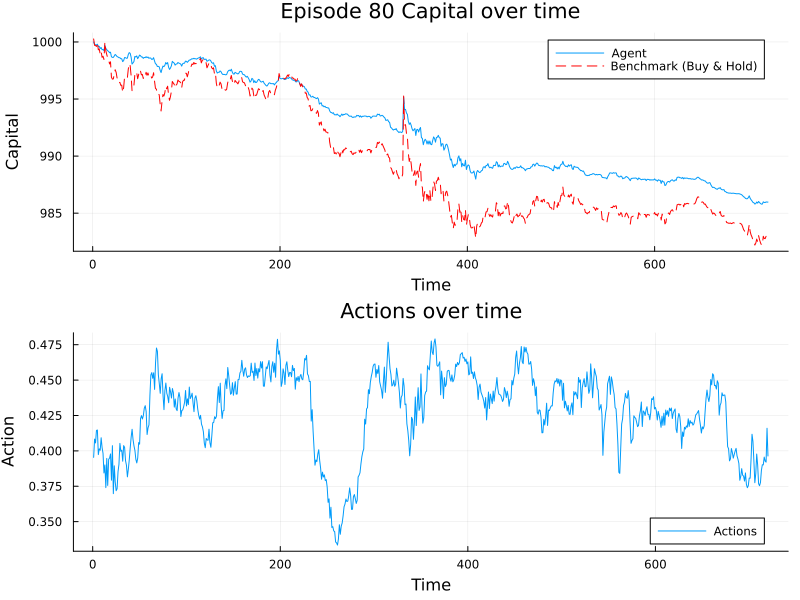 Episode 80 Capital over time
Agent
Benchmark (Buy & Hold)
1000
995
990
985
Capital
0
200
400
600
Time
Actions over time
0.475
0.450
0.425
0.400
0.375
0.350
Action
Actions
0
200
400
600
Time